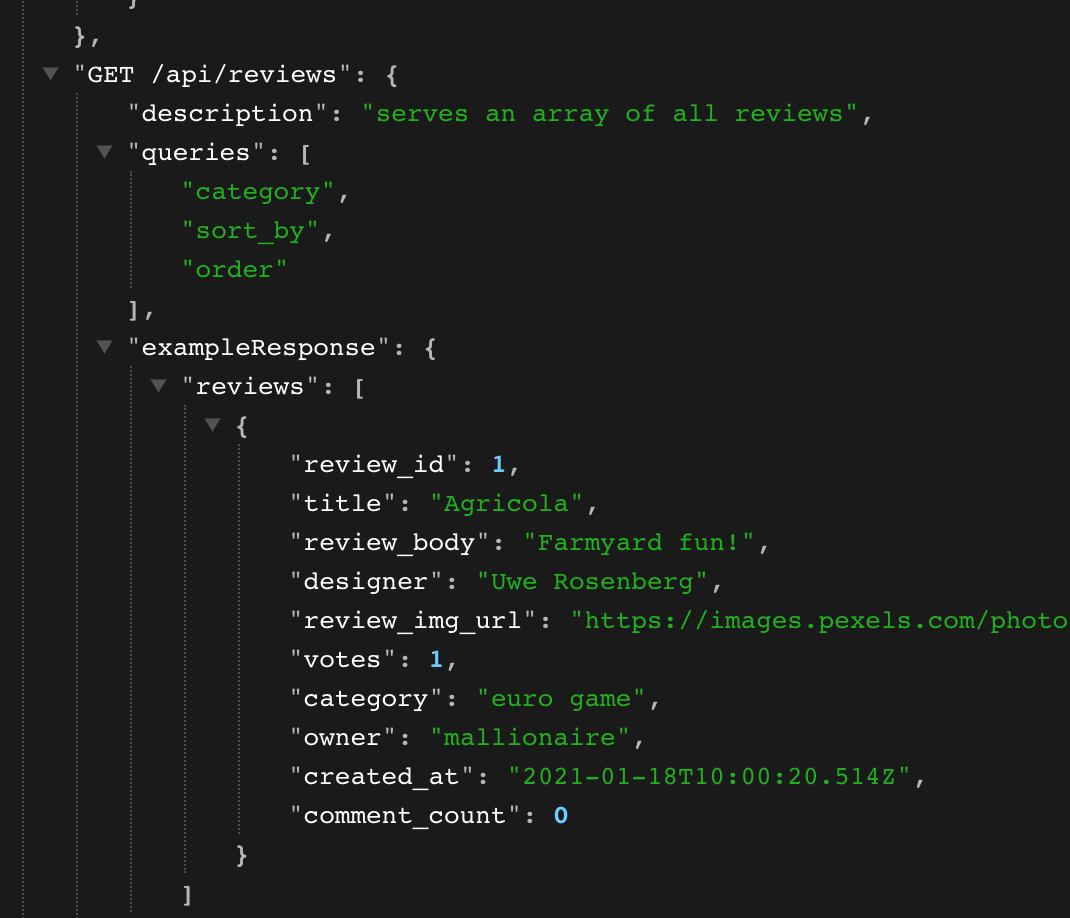 }
},
"GET /api/reviews": {
"description": "serves an array of all reviews",
"queries": [
"category",
"sort_by",
"order"
],
"exampleResponse": {
"reviews": [
{
"review_id": 1,
"title": "Agricola",
"review_body": "Farmyard fun!",
"designer": "Uwe Rosenberg",
"review_img_url": "https://images.pexels.com/photo
"votes": 1,
"category": "euro game",
"owner": "mallionaire",
"created_at": "2021-01-18T10:00:20.514Z",
"comment_count": 0
}
]